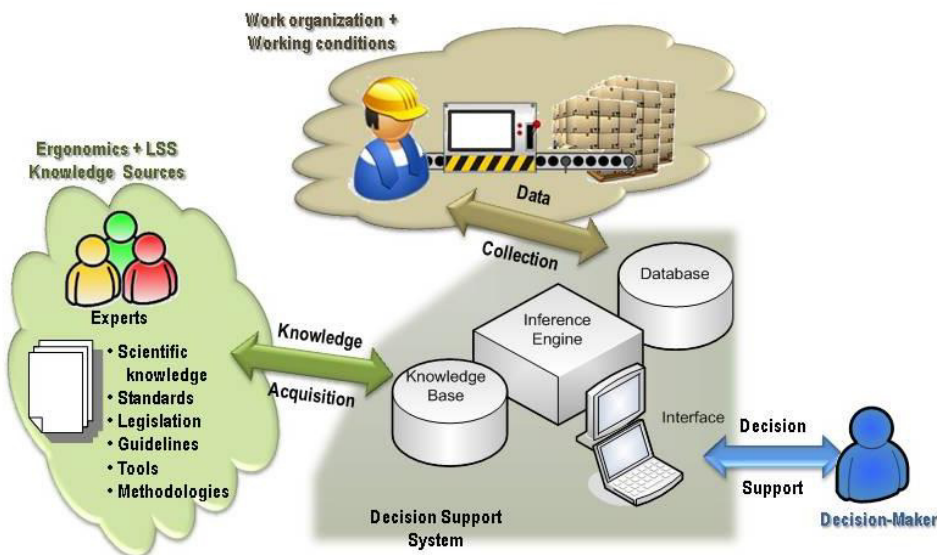 Work organization +
Working conditions
Ergonomics + LSS
Knowledge Sources
Experts
• Scientific
knowledge
• Standards
• Legislation
• Guidelines
• Tools
• Methodologies
Data
Collection
Knowledge
Acquisition
Database
Inference
Engine
Knowledge
Base
Interface
Decision
Support
Decision-Maker
Decision Support
System